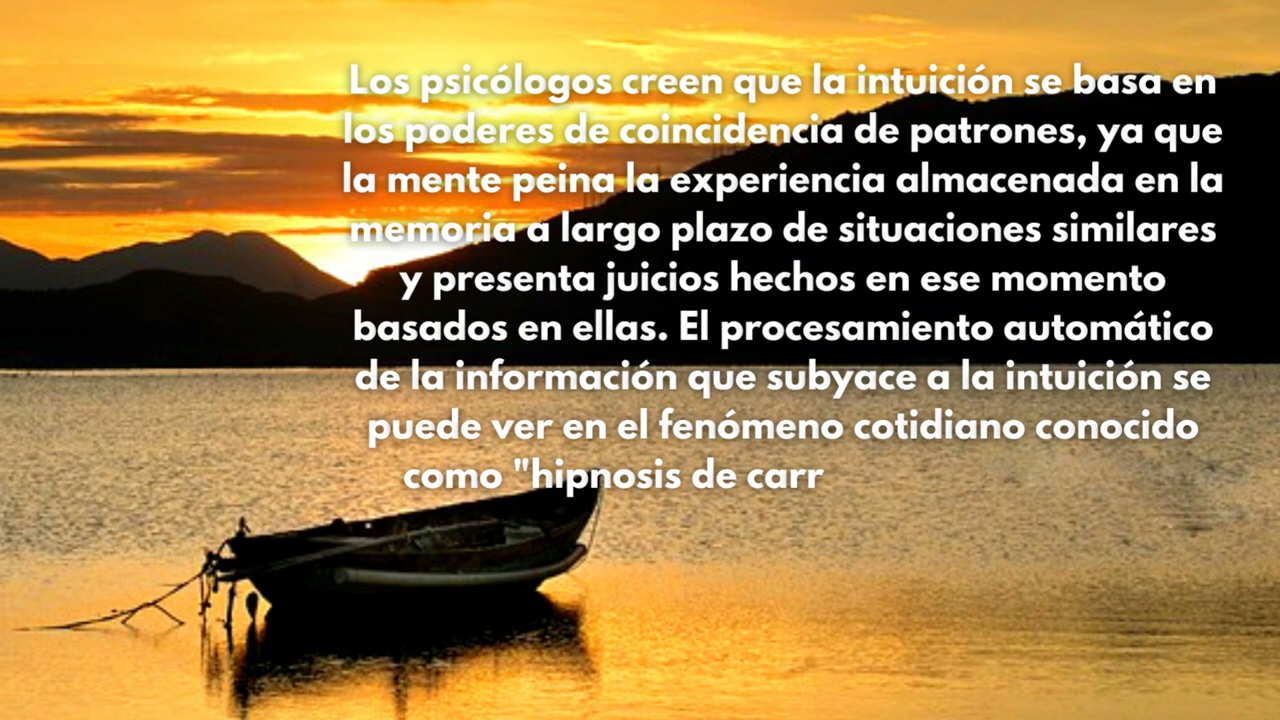 Los psicólogos creen que la intuición se basa en
los poderes de coincidencia de patrones, ya que
la mente peina la experiencia almacenada en la
memoria a largo plazo de situaciones similares
y presenta juicios hechos en ese momento
basados en ellas. El procesamiento automático
de la información que subyace a la intuición se
puede ver en el fenómeno cotidiano conocido
como "hipnosis de carr